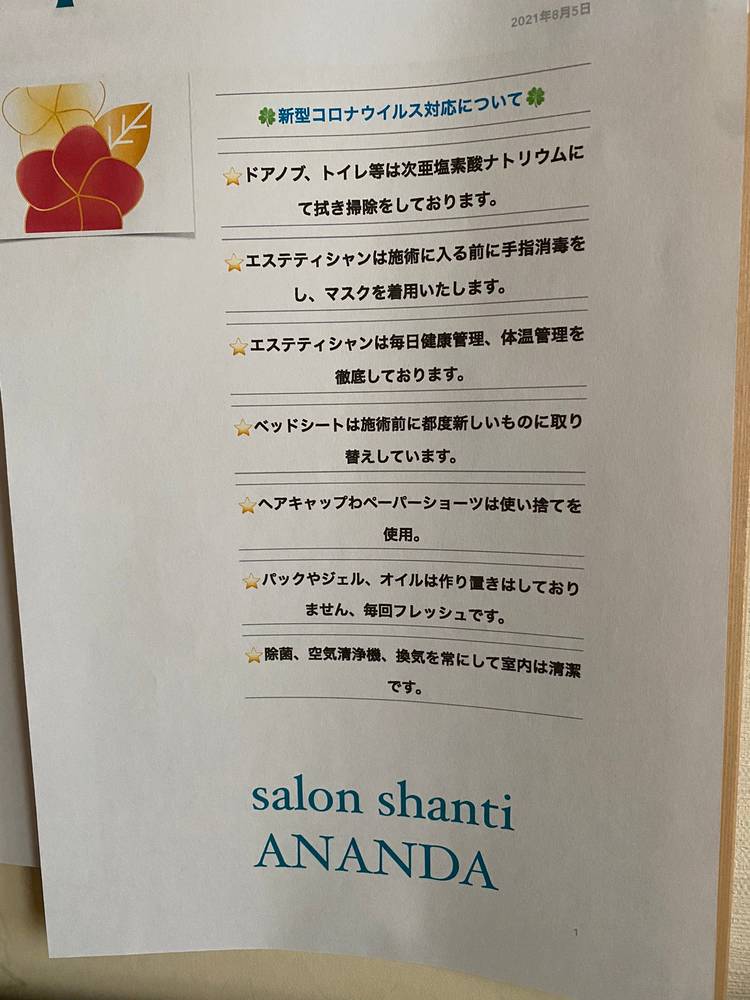 2021年8月5日
🍀新型コロナウイルス対応について🍀
⭐ドアノブ、トイレ等は次亜塩素酸ナトリウムに
て拭き掃除をしております。
⭐エステティシャンは施術に入る前に手指消毒を
し、マスクを着用いたします。
⭐エステティシャンは毎日健康管理、体温管理を
徹底しております。
⭐ベッドシートは施術前に都度新しいものに取り
替えしています。
⭐ヘアキャップわペーパーショーツは使い捨てを
使用。
⭐パックやジェル、オイルは作り置きはしており
ません、毎回フレッシュです。
⭐除菌、空気清浄機、換気を常にして室内は清潔
です。
salon shanti
ANANDA
1